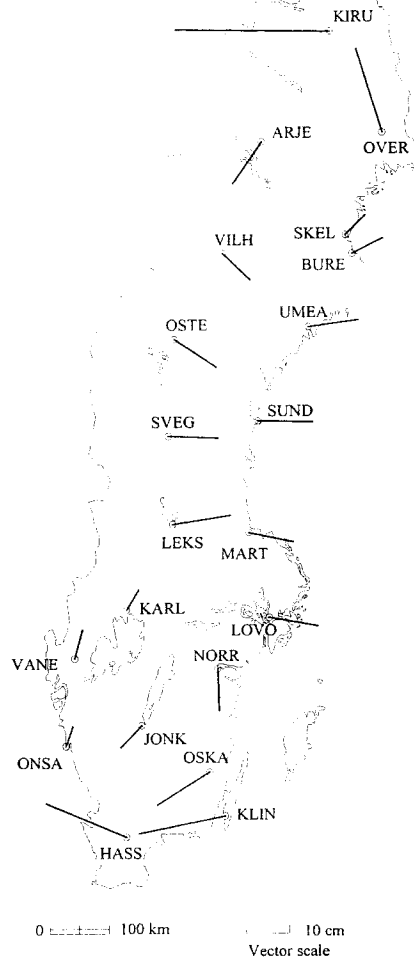 KIRU
ARJE
OVER
SKEL
VILH
BURE
UMEA
OSTE
SUND
SVEG
LEKS
MART
KARL
LOVO
VANE
NORR
JONK
ONSA
OSKA
KLIN
HASS
0 100 km 10 cm
Vector scale